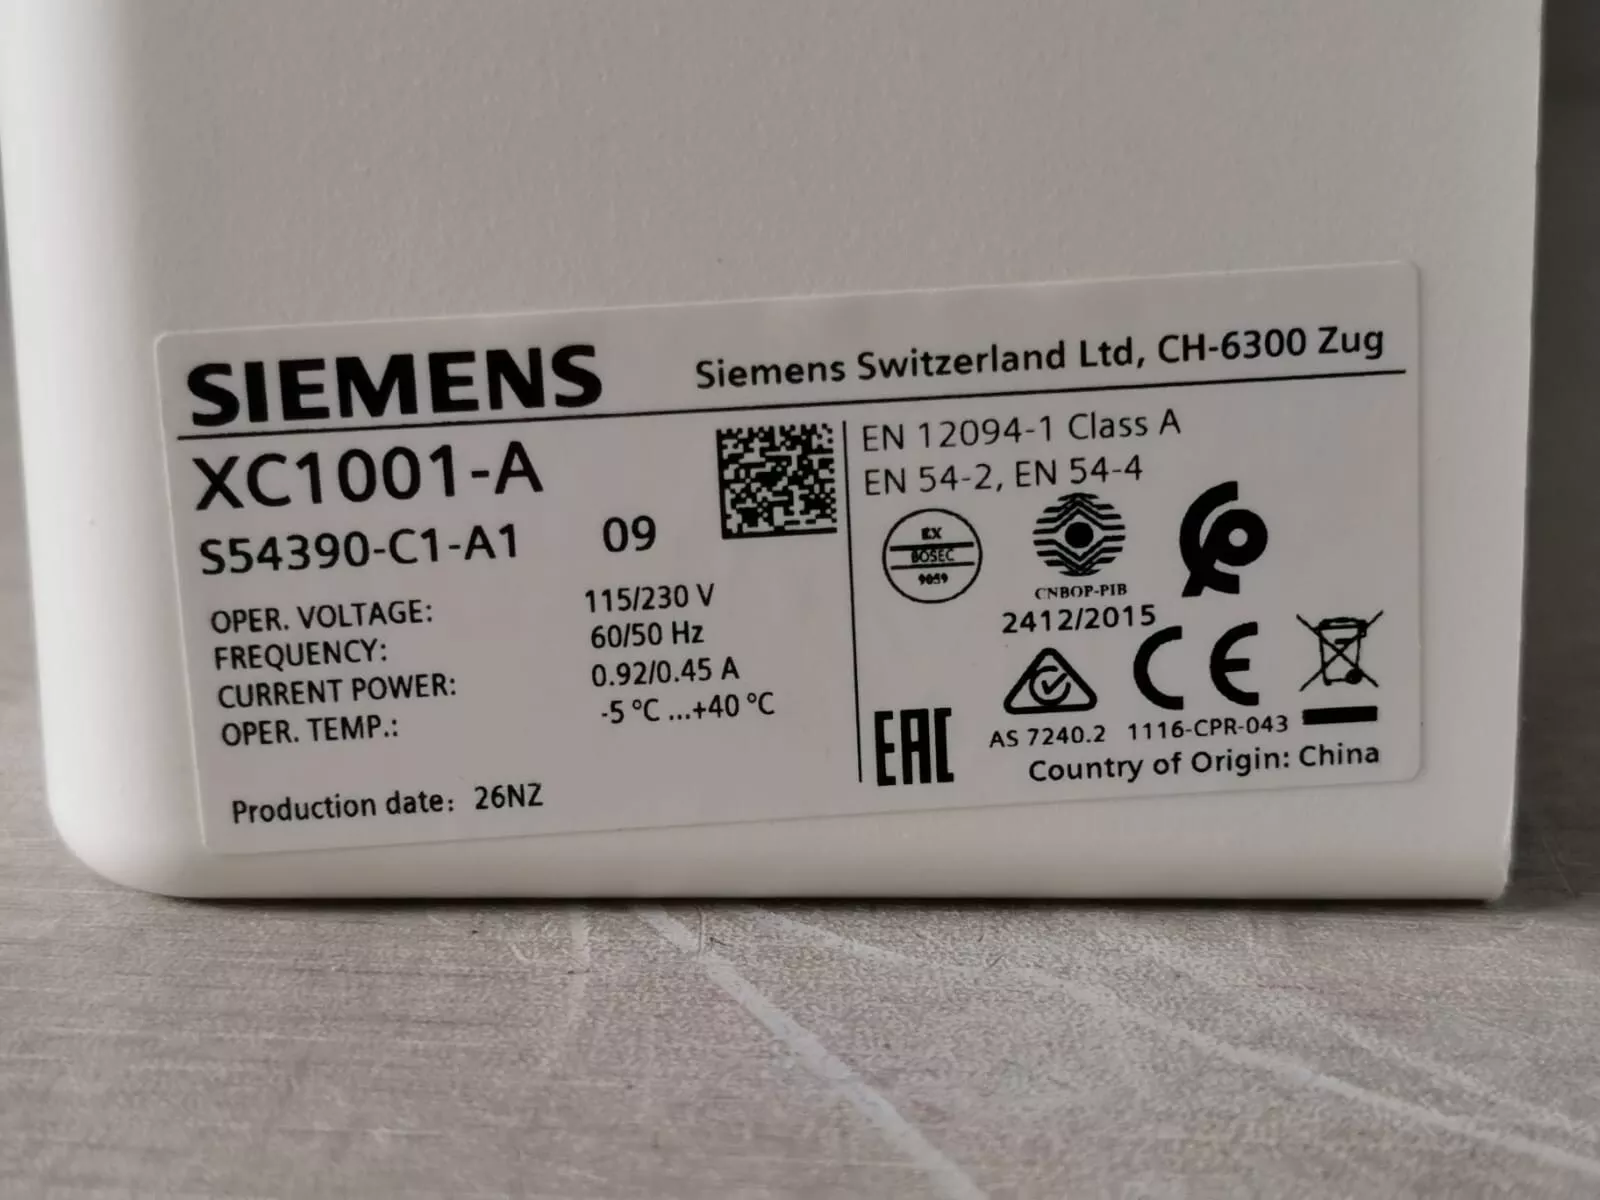 SIEMENS
Siemens Switzerland Ltd, CH-6300 Zug
XC1001-A
S54390-C1-A1 09
OPER. VOLTAGE: 115/230 V
FREQUENCY: 60/50 Hz
CURRENT POWER: 0.92/0.45 A
OPER. TEMP.: -5 °C ...+40 °C
Production date: 26NZ
EN 12094-1 Class A
EN 54-2, EN 54-4
EX
BOSEC
9059
CNBOP-PIB
2412/2015
CE
EAC
AS 7240.2 1116-CPR-043
Country of Origin: China